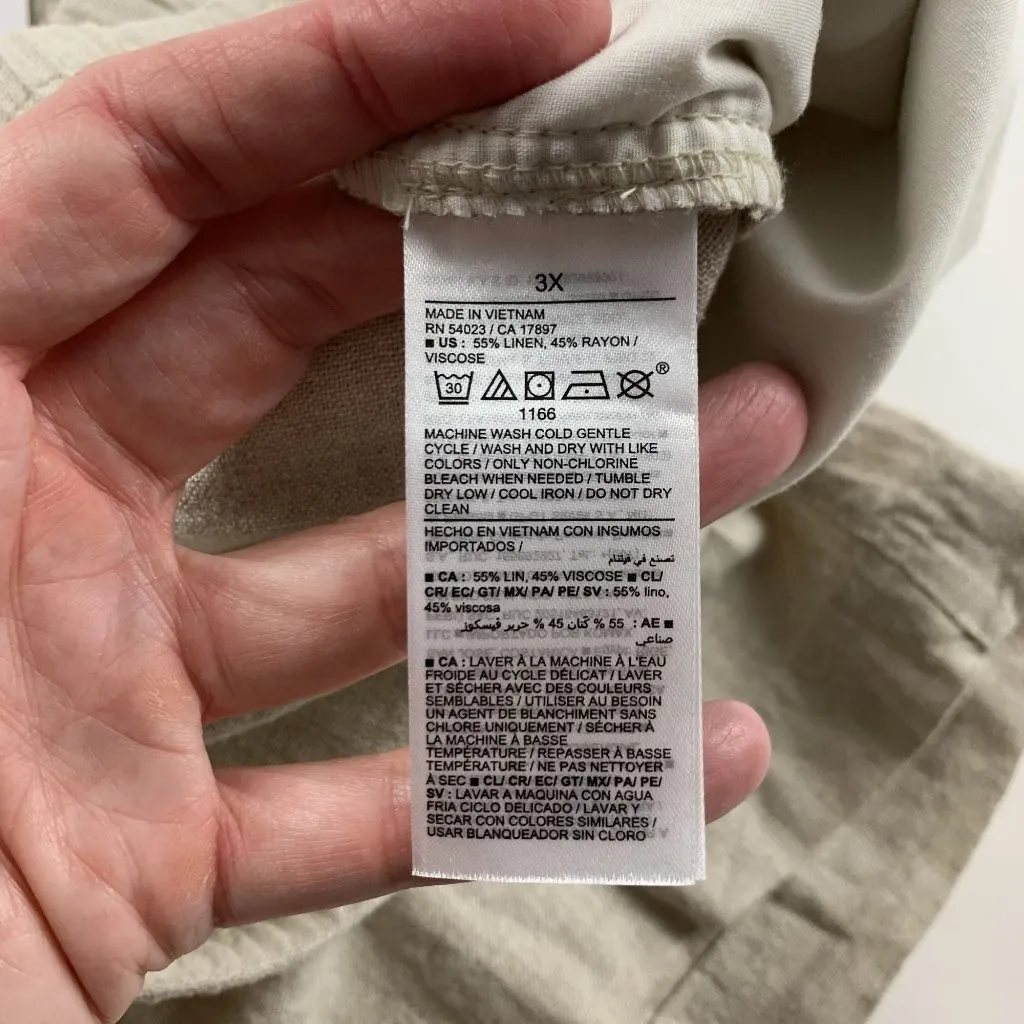 3X
MADE IN VIETNAM
RN 54023 / CA 17897
■ US : 55% LINEN, 45% RAYON /
VISCOSE
30 ®
1166
MACHINE WASH COLD GENTLE
CYCLE / WASH AND DRY WITH LIKE
COLORS / ONLY NON-CHLORINE
BLEACH WHEN NEEDED / TUMBLE
DRY LOW / COOL IRON / DO NOT DRY
CLEAN
HECHO EN VIETNAM CON INSUMOS
IMPORTADOS /
تصنع في فيتنام
■ CA : 55% LIN, 45% VISCOSE ■ CL/
CR/ EC/ GT/ MX/ PA/ PE/ SV : 55% lino,
45% viscosa
■ AE : 55 % كتان 45 % حرير فيسكوز
صناعي
■ CA : LAVER À LA MACHINE À L'EAU
FROIDE AU CYCLE DÉLICAT / LAVER
ET SÉCHER AVEC DES COULEURS
SEMBLABLES / UTILISER AU BESOIN
UN AGENT DE BLANCHIMENT SANS
CHLORE UNIQUEMENT / SÉCHER À
LA MACHINE À BASSE
TEMPÉRATURE / REPASSER À BASSE
TEMPÉRATURE / NE PAS NETTOYER
À SEC ■ CL/ CR/ EC/ GT/ MX/ PA/ PE/
SV : LAVAR A MAQUINA CON AGUA
FRIA CICLO DELICADO / LAVAR Y
SECAR CON COLORES SIMILARES /
USAR BLANQUEADOR SIN CLORO